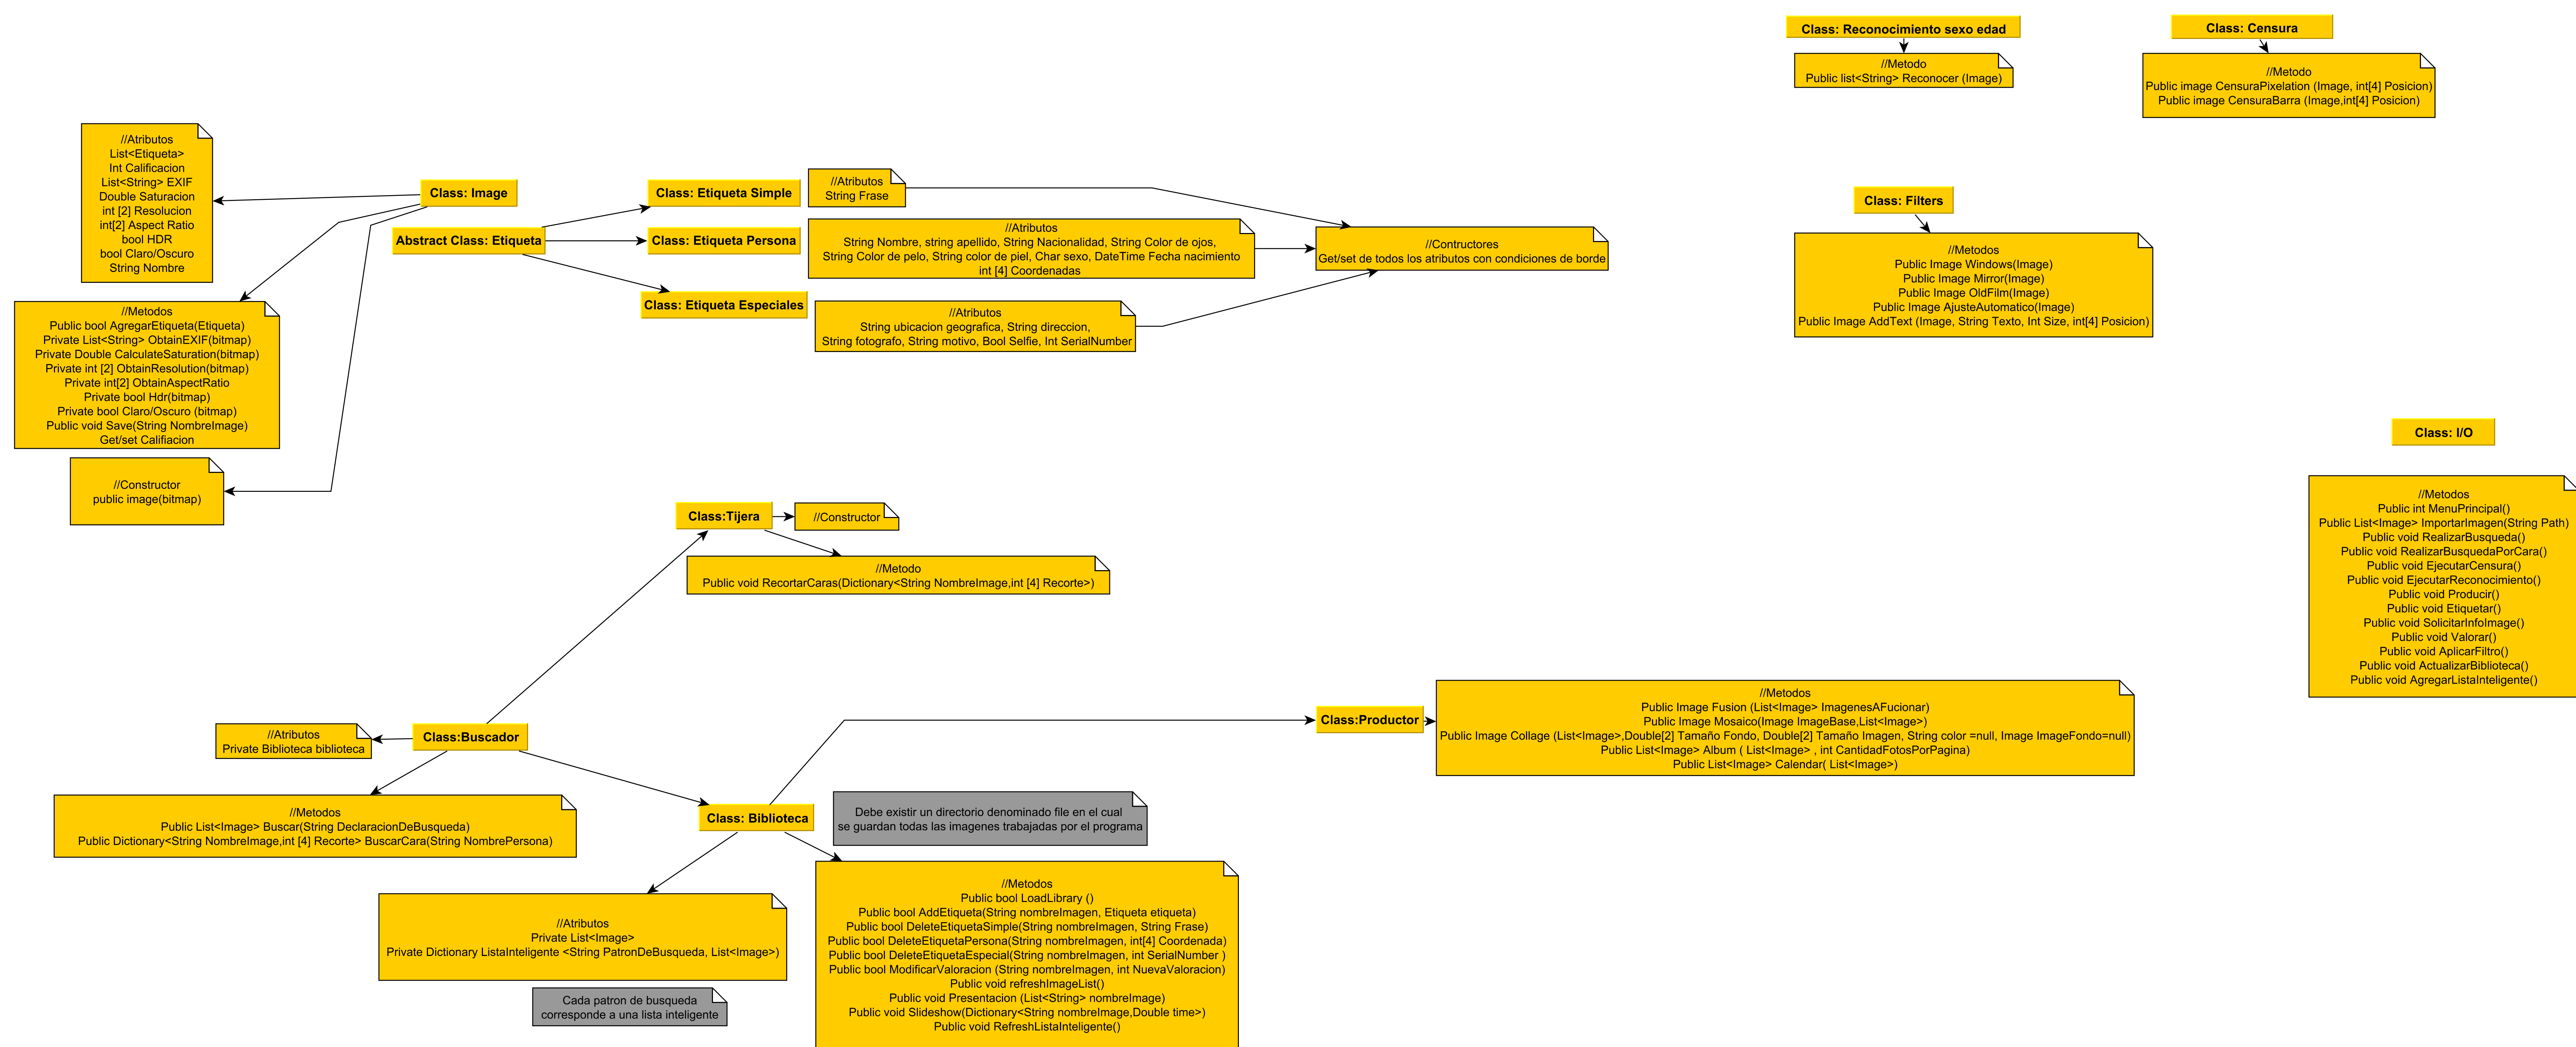 Class: Reconocimiento sexo edad
//Metodo
Public list<String> Reconocer (Image)
Class: Censura
//Metodo
Public image CensuraPixelation (Image, int[4] Posicion)
Public image CensuraBarra (Image,int[4] Posicion)
//Atributos
List<Etiqueta>
Int Calificacion
List<String> EXIF
Double Saturacion
int [2] Resolucion
int[2] Aspect Ratio
bool HDR
bool Claro/Oscuro
String Nombre
Class: Image
Abstract Class: Etiqueta
Class: Etiqueta Simple
Class: Etiqueta Persona
Class: Etiqueta Especiales
//Atributos
String Frase
//Atributos
String Nombre, string apellido, String Nacionalidad, String Color de ojos,
String Color de pelo, String color de piel, Char sexo, DateTime Fecha nacimiento
int [4] Coordenadas
//Atributos
String ubicacion geografica, String direccion,
String fotografo, String motivo, Bool Selfie, Int SerialNumber
//Contructores
Get/set de todos los atributos con condiciones de borde
Class: Filters
//Metodos
Public Image Windows(Image)
Public Image Mirror(Image)
Public Image OldFilm(Image)
Public Image AjusteAutomatico(Image)
Public Image AddText (Image, String Texto, Int Size, int[4] Posicion)
//Metodos
Public bool AgregarEtiqueta(Etiqueta)
Private List<String> ObtainEXIF(bitmap)
Private Double CalculateSaturation(bitmap)
Private int [2] ObtainResolution(bitmap)
Private int[2] ObtainAspectRatio
Private bool Hdr(bitmap)
Private bool Claro/Oscuro (bitmap)
Public void Save(String NombreImage)
Get/set Califiacion
//Constructor
public image(bitmap)
Class: I/O
//Metodos
Public int MenuPrincipal()
Public List<Image> ImportarImagen(String Path)
Public void RealizarBusqueda()
Public void RealizarBusquedaPorCara()
Public void EjecutarCensura()
Public void EjecutarReconocimiento()
Public void Producir()
Public void Etiquetar()
Public void SolicitarInfoImage()
Public void Valorar()
Public void AplicarFiltro()
Public void ActualizarBiblioteca()
Public void AgregarListaInteligente()
Class:Tijera
//Constructor
//Metodo
Public void RecortarCaras(Dictionary<String NombreImage,int [4] Recorte>)
Class:Buscador
//Atributos
Private Biblioteca biblioteca
//Metodos
Public List<Image> Buscar(String DeclaracionDeBusqueda)
Public Dictionary<String NombreImage,int [4] Recorte> BuscarCara(String NombrePersona)
Class:Productor
//Metodos
Public Image Fusion (List<Image> ImagenesAFucionar)
Public Image Mosaico(Image ImageBase,List<Image>)
Public Image Collage (List<Image>,Double[2] Tamaño Fondo, Double[2] Tamaño Imagen, String color =null, Image ImageFondo=null)
Public List<Image> Album ( List<Image> , int CantidadFotosPorPagina)
Public List<Image> Calendar( List<Image>)
Class: Biblioteca
Debe existir un directorio denominado file en el cual
se guardan todas las imagenes trabajadas por el programa
//Atributos
Private List<Image>
Private Dictionary ListaInteligente <String PatronDeBusqueda, List<Image>)
Cada patron de busqueda
corresponde a una lista inteligente
//Metodos
Public bool LoadLibrary ()
Public bool AddEtiqueta(String nombreImagen, Etiqueta etiqueta)
Public bool DeleteEtiquetaSimple(String nombreImagen, String Frase)
Public bool DeleteEtiquetaPersona(String nombreImagen, int[4] Coordenada)
Public bool DeleteEtiquetaEspecial(String nombreImagen, int SerialNumber )
Public bool ModificarValoracion (String nombreImagen, int NuevaValoracion)
Public void refreshImageList()
Public void Presentacion (List<String> nombreImage)
Public void Slideshow(Dictionary<String nombreImage,Double time>)
Public void RefreshListaInteligente()